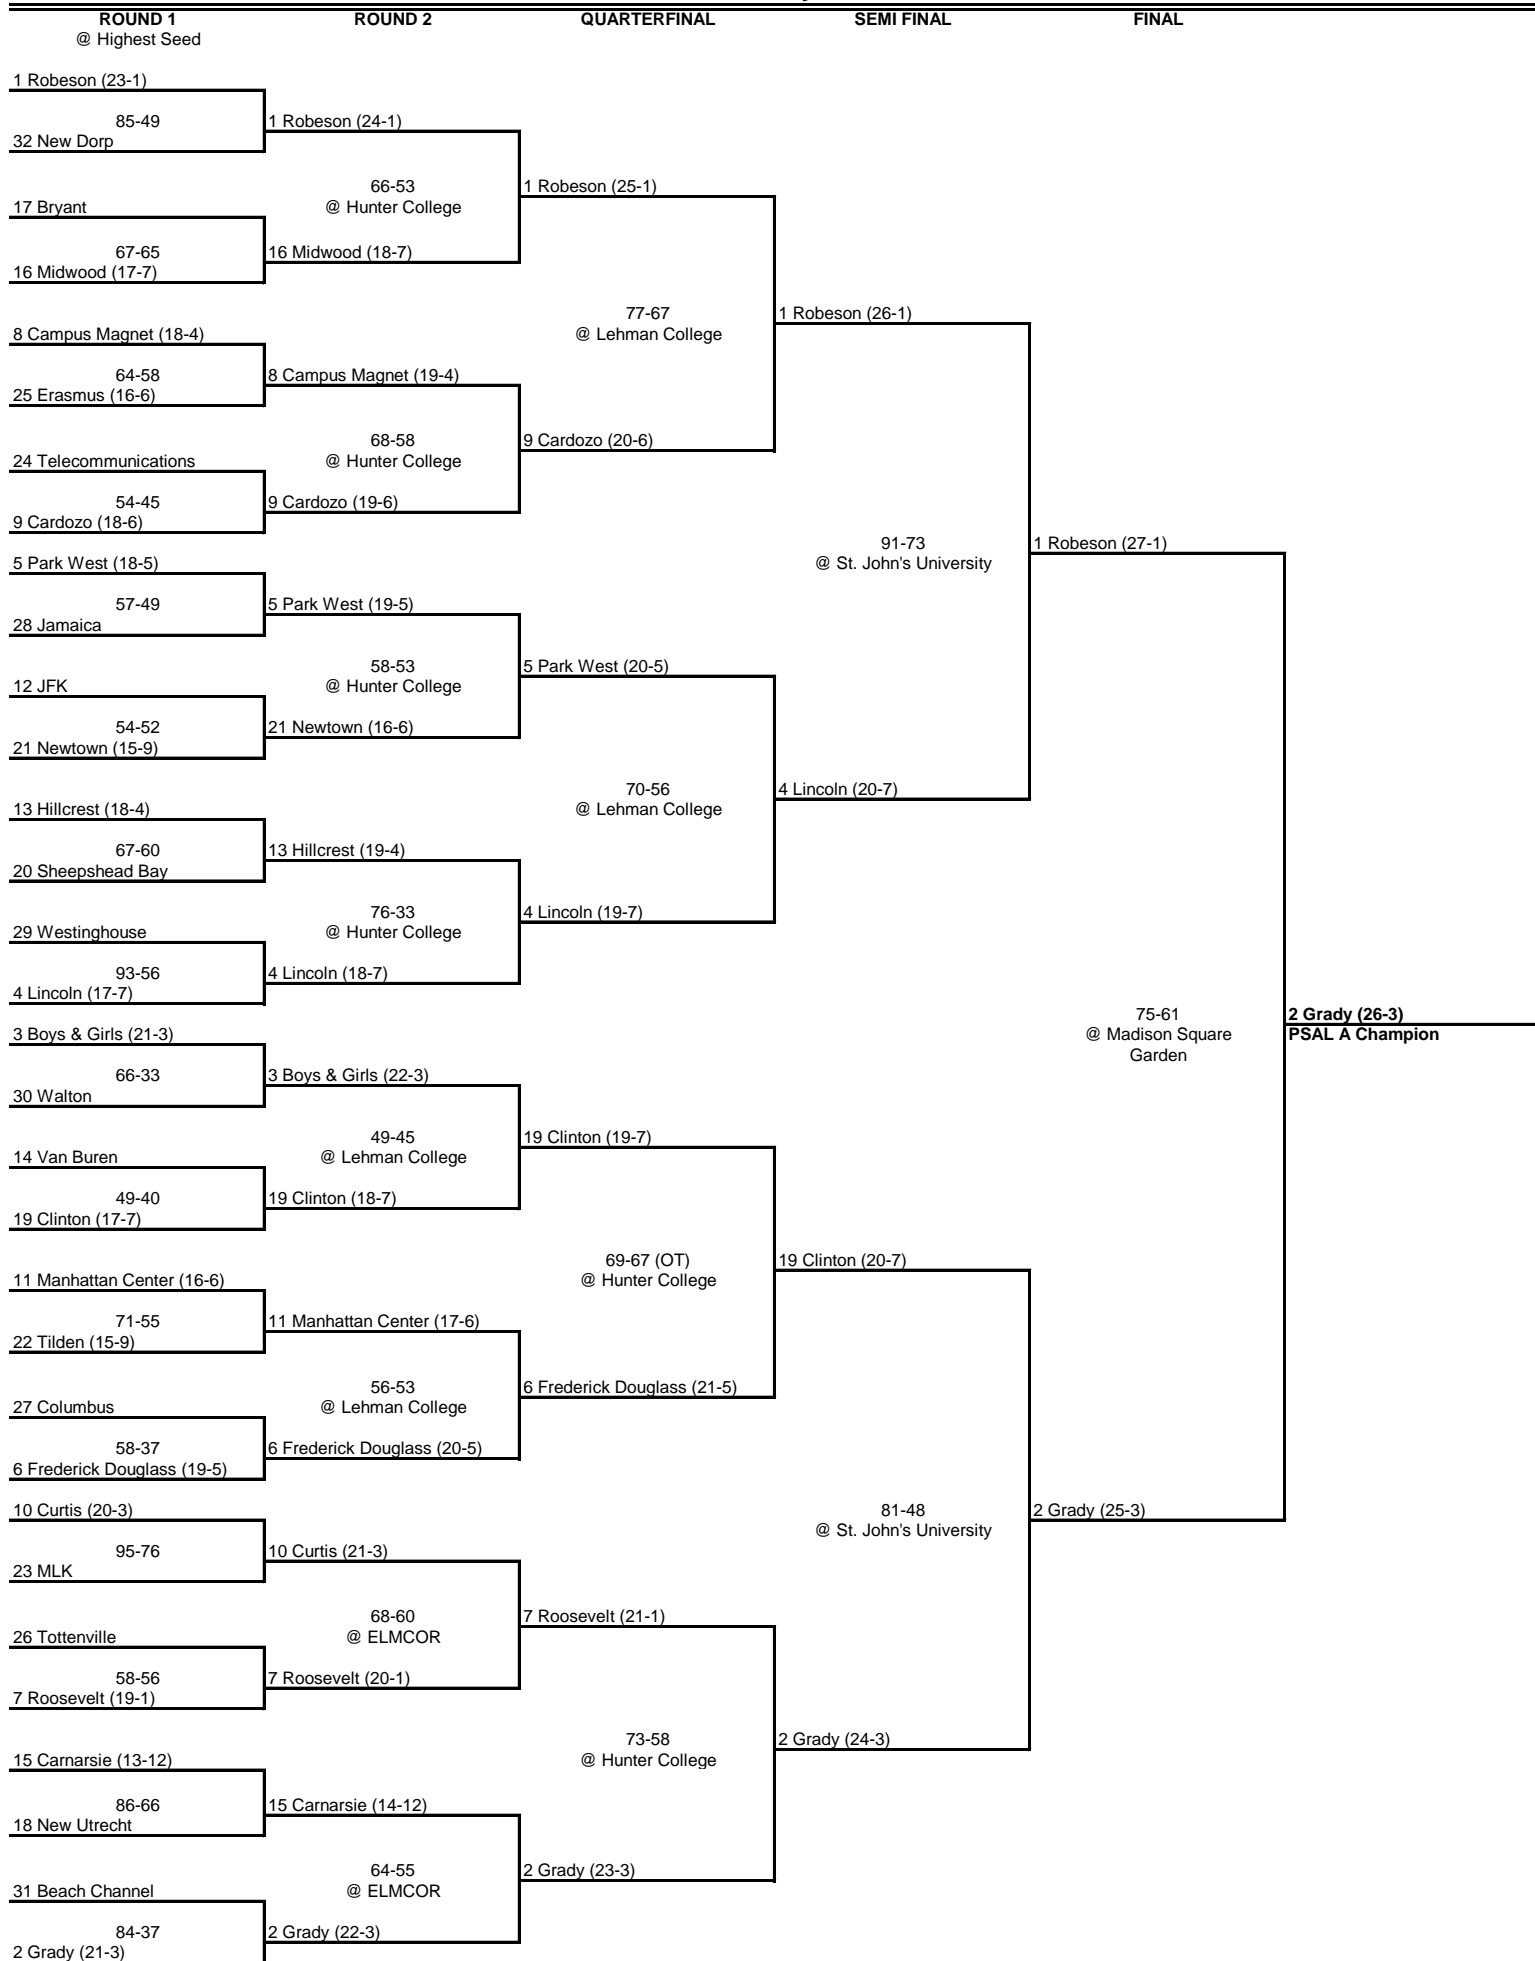 ROUND 1
@ Highest Seed
ROUND 2
QUARTERFINAL
SEMI FINAL
FINAL
1 Robeson (23-1)
85-49
32 New Dorp
17 Bryant
67-65
16 Midwood (17-7)
8 Campus Magnet (18-4)
64-58
25 Erasmus (16-6)
24 Telecommunications
54-45
9 Cardozo (18-6)
5 Park West (18-5)
57-49
28 Jamaica
12 JFK
54-52
21 Newtown (15-9)
13 Hillcrest (18-4)
67-60
20 Sheepshead Bay
29 Westinghouse
93-56
4 Lincoln (17-7)
3 Boys & Girls (21-3)
66-33
30 Walton
14 Van Buren
49-40
19 Clinton (17-7)
11 Manhattan Center (16-6)
71-55
22 Tilden (15-9)
27 Columbus
58-37
6 Frederick Douglass (19-5)
10 Curtis (20-3)
95-76
23 MLK
26 Tottenville
58-56
7 Roosevelt (19-1)
15 Carnarsie (13-12)
86-66
18 New Utrecht
31 Beach Channel
84-37
2 Grady (21-3)
1 Robeson (24-1)
66-53
@ Hunter College
16 Midwood (18-7)
8 Campus Magnet (19-4)
68-58
@ Hunter College
9 Cardozo (19-6)
5 Park West (19-5)
58-53
@ Hunter College
21 Newtown (16-6)
13 Hillcrest (19-4)
76-33
@ Hunter College
4 Lincoln (18-7)
3 Boys & Girls (22-3)
49-45
@ Lehman College
19 Clinton (18-7)
11 Manhattan Center (17-6)
56-53
@ Lehman College
6 Frederick Douglass (20-5)
10 Curtis (21-3)
68-60
@ ELMCOR
7 Roosevelt (20-1)
15 Carnarsie (14-12)
64-55
@ ELMCOR
2 Grady (22-3)
1 Robeson (25-1)
77-67
@ Lehman College
9 Cardozo (20-6)
5 Park West (20-5)
70-56
@ Lehman College
4 Lincoln (19-7)
19 Clinton (19-7)
69-67 (OT)
@ Hunter College
6 Frederick Douglass (21-5)
7 Roosevelt (21-1)
73-58
@ Hunter College
2 Grady (23-3)
1 Robeson (26-1)
91-73
@ St. John's University
4 Lincoln (20-7)
19 Clinton (20-7)
81-48
@ St. John's University
2 Grady (24-3)
1 Robeson (27-1)
75-61
@ Madison Square
Garden
2 Grady (25-3)
2 Grady (26-3)
PSAL A Champion